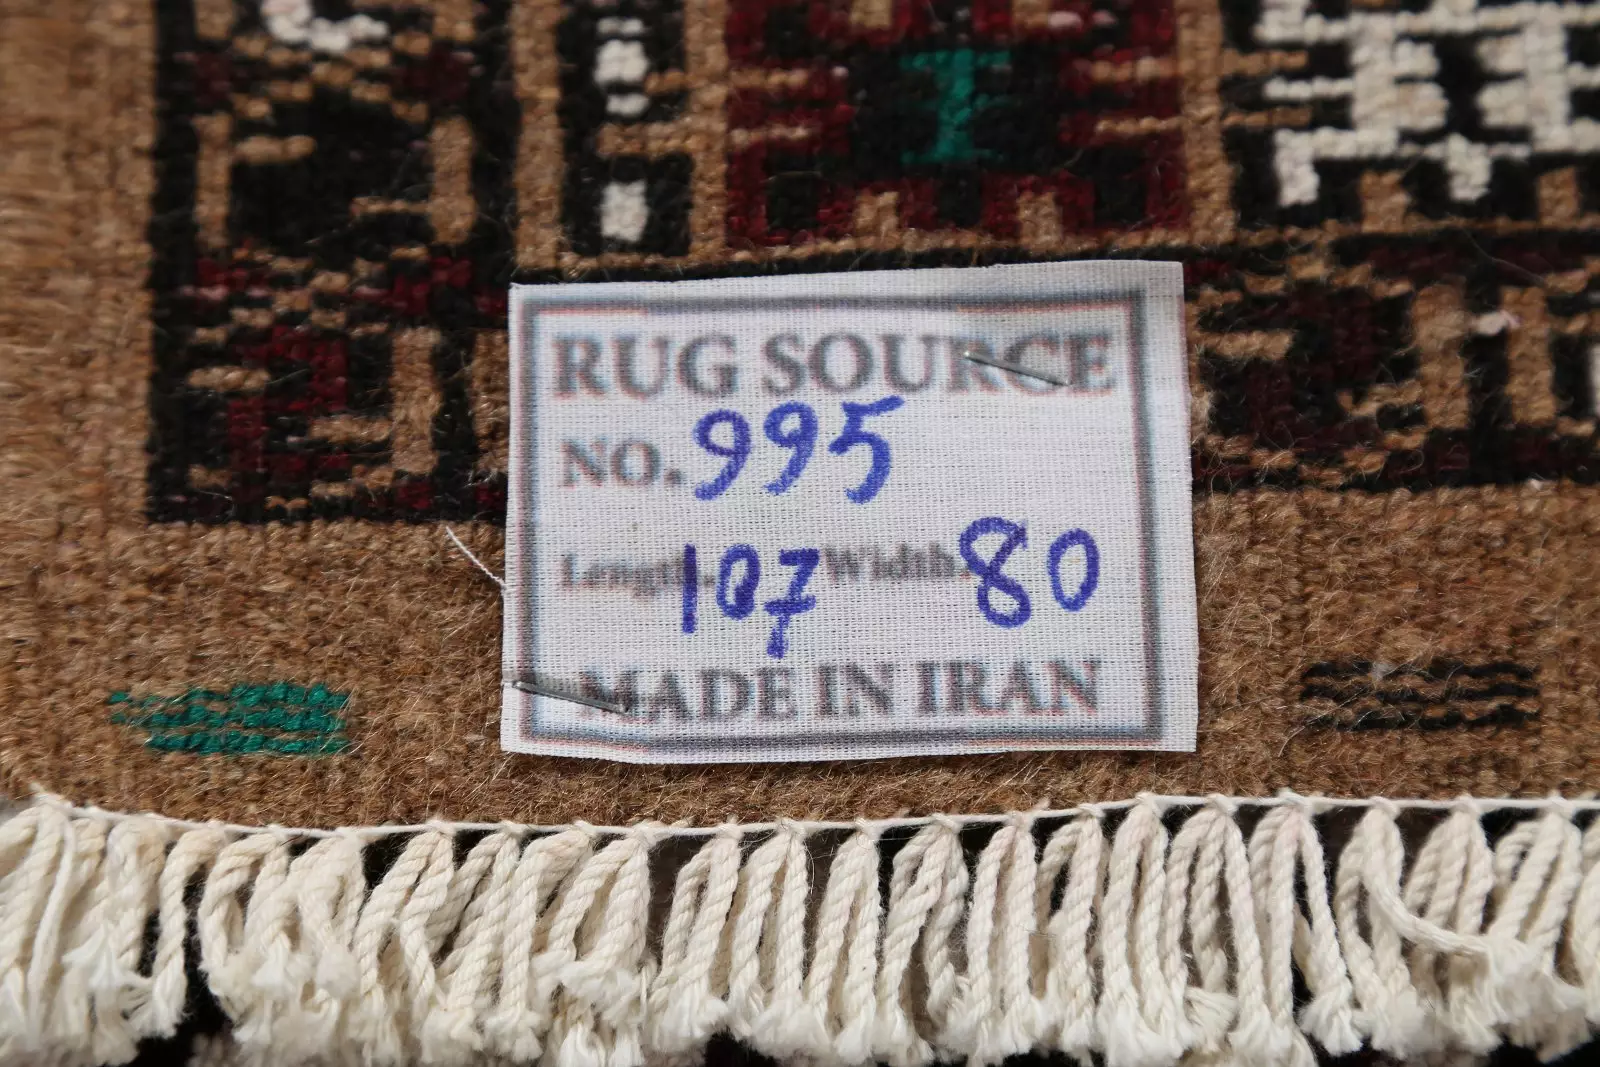 RUG SOURCE
NO. 995
Length. 107 Width. 80
MADE IN IRAN